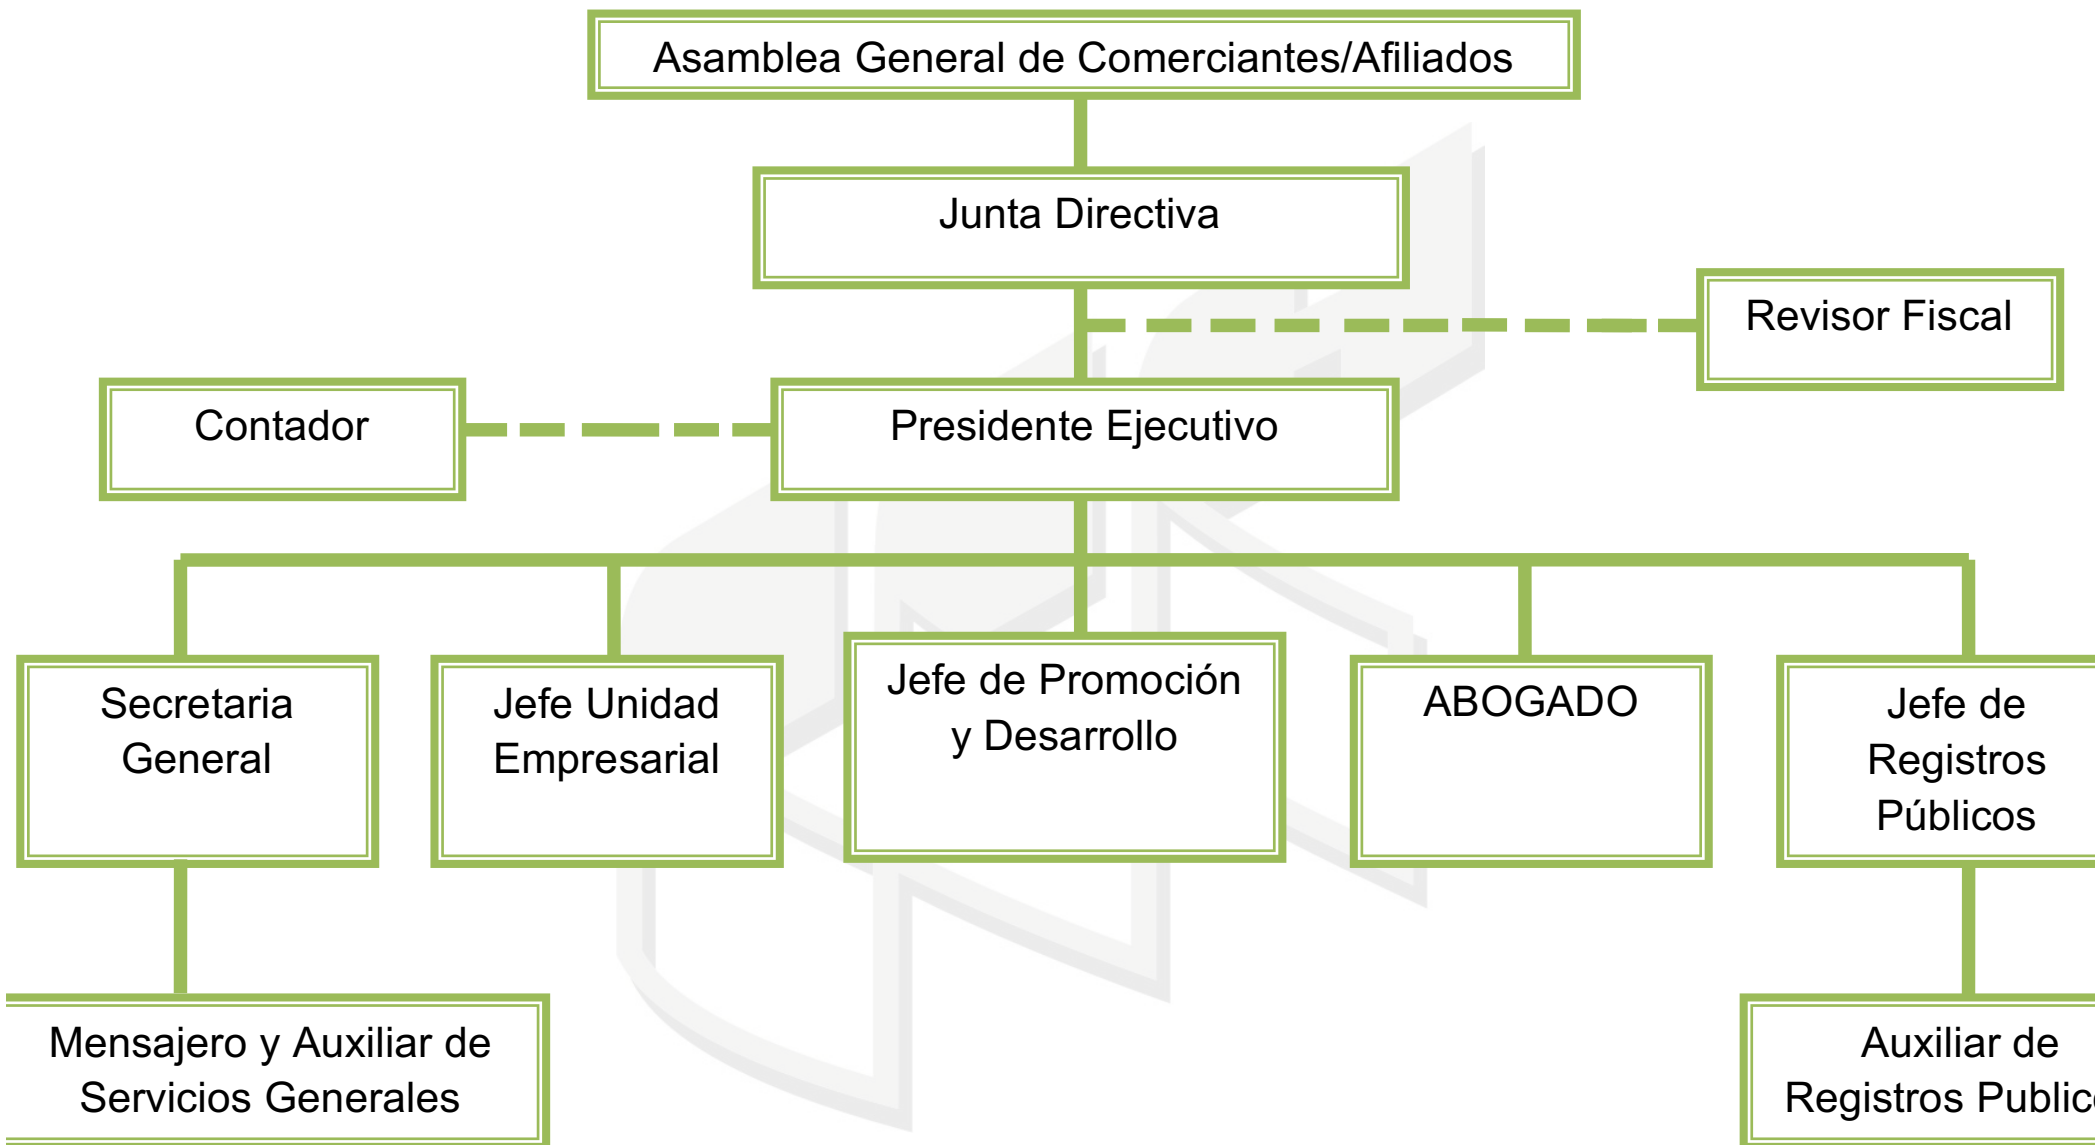 Asamblea General de Comerciantes/Afiliados
Junta Directiva
Revisor Fiscal
Contador
Presidente Ejecutivo
Secretaria
General
Jefe Unidad
Empresarial
Jefe de Promoción
y Desarrollo
ABOGADO
Jefe de
Registros
Públicos
Mensajero y Auxiliar de
Servicios Generales
Auxiliar de
Registros